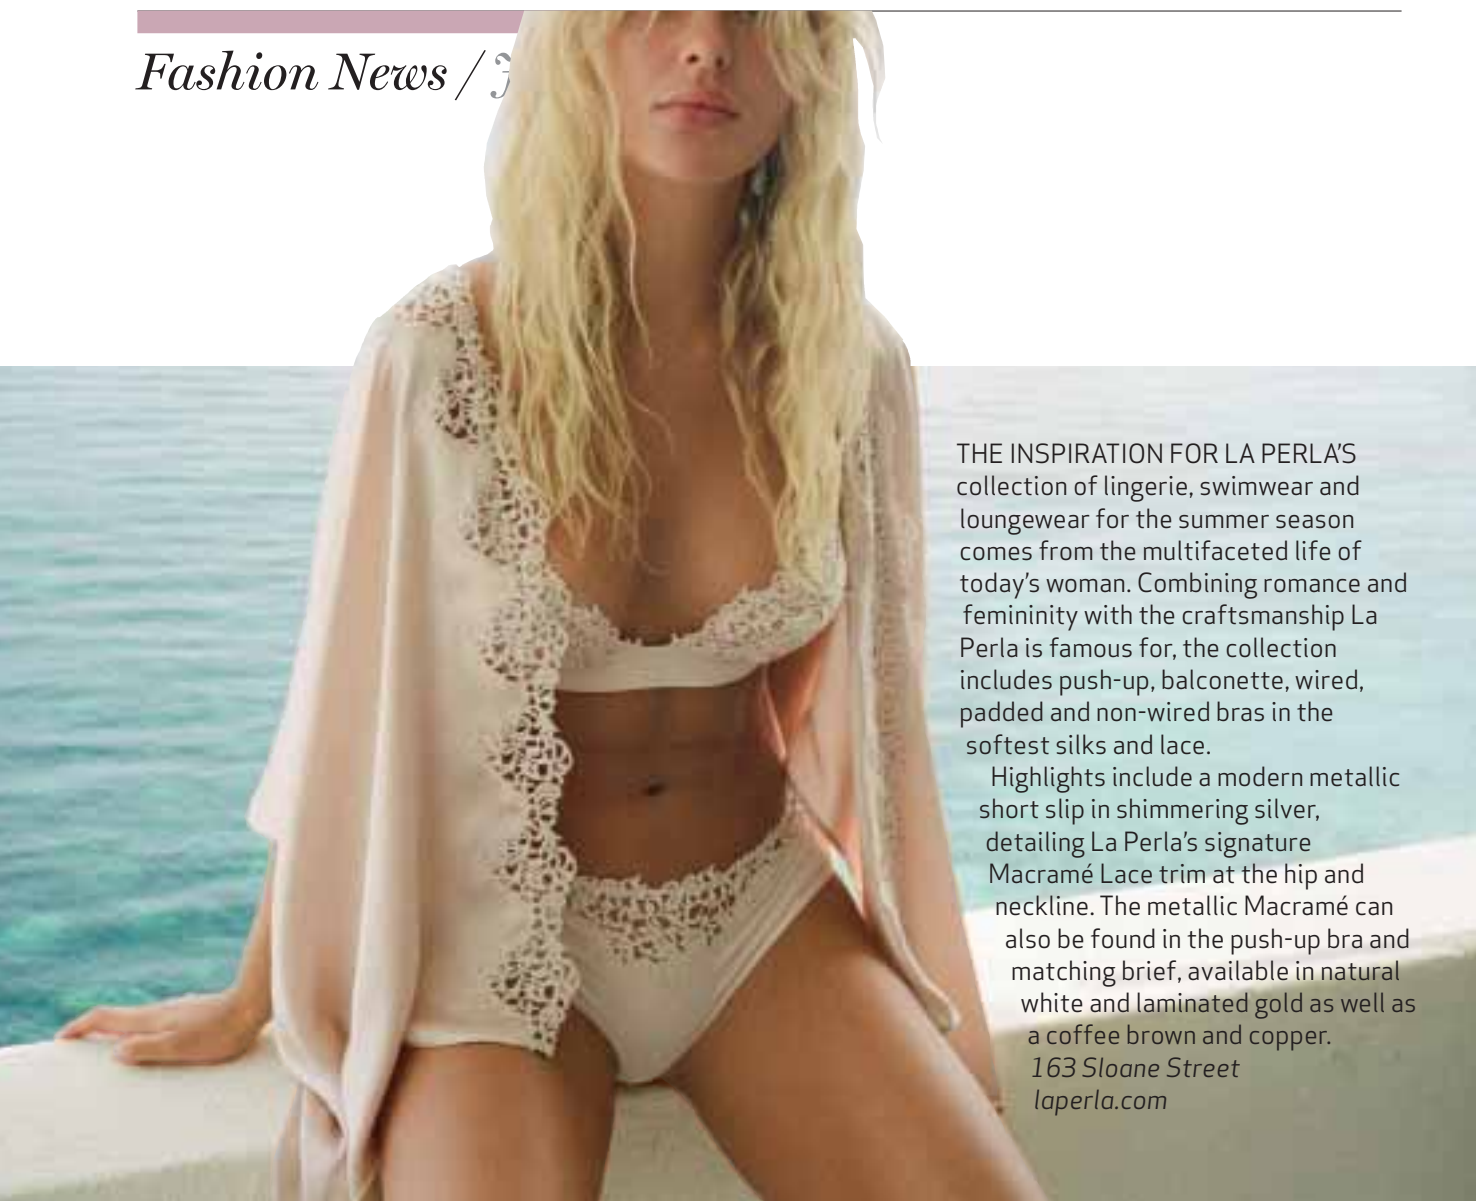 Fashion News /
THE INSPIRATION FOR LA PERLA’S
collection of lingerie, swimwear and
loungewear for the summer season
comes from the multifaceted life of
today’s woman. Combining romance and
femininity with the craftsmanship La
Perla is famous for, the collection
includes push-up, balconette, wired,
padded and non-wired bras in the
softest silks and lace.
Highlights include a modern metallic
short slip in shimmering silver,
detailing La Perla’s signature
Macramé Lace trim at the hip and
neckline. The metallic Macramé can
also be found in the push-up bra and
matching brief, available in natural
white and laminated gold as well as
a coffee brown and copper.
163 Sloane Street
laperla.com